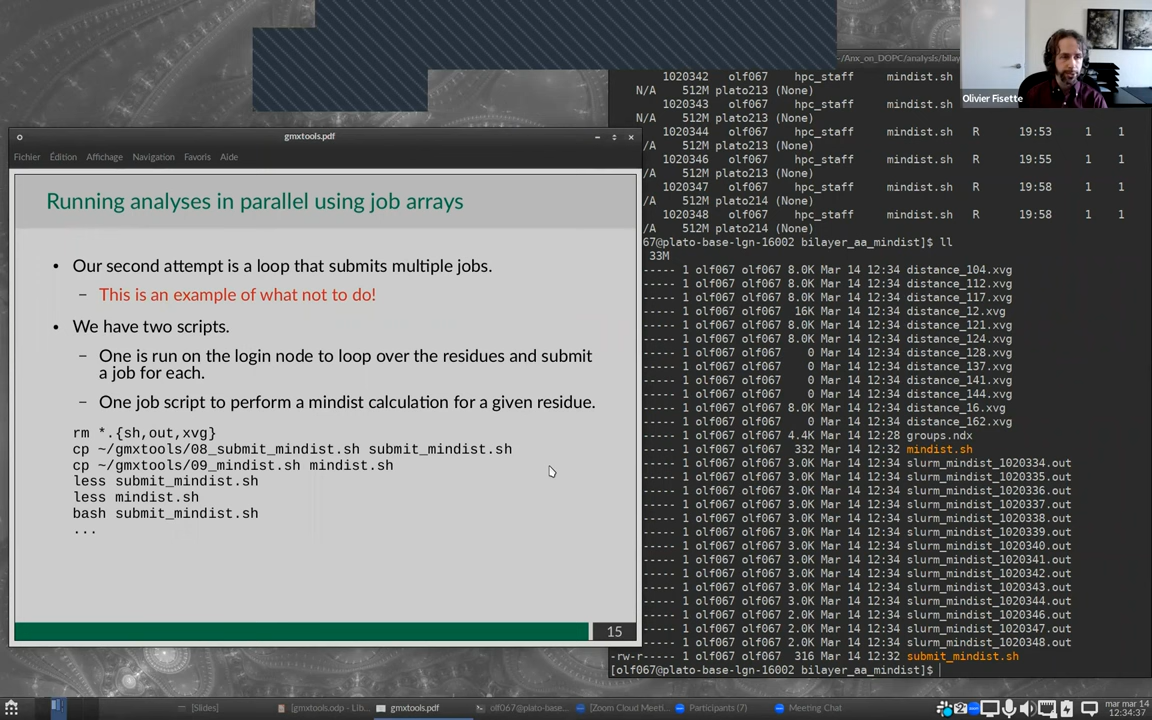 ~/Anx_on_DOPC/analysis/bilay
1020342 olf067 hpc_staff mindist.sh
N/A 512M plato213 (None)
1020343 olf067 hpc_staff mindist.sh
N/A 512M plato213 (None)
1020344 olf067 hpc_staff mindist.sh R 19:53 1 1
/A 512M plato213 (None)
1020346 olf067 hpc_staff mindist.sh R 19:55 1 1
/A 512M plato213 (None)
1020347 olf067 hpc_staff mindist.sh R 19:58 1 1
/A 512M plato214 (None)
1020348 olf067 hpc_staff mindist.sh R 19:58 1 1
/A 512M plato214 (None)
67@plato-base-lgn-16002 bilayer_aa_mindist]$ ll
33M
----- 1 olf067 olf067 8.0K Mar 14 12:34 distance_104.xvg
----- 1 olf067 olf067 8.0K Mar 14 12:34 distance_112.xvg
----- 1 olf067 olf067 8.0K Mar 14 12:34 distance_117.xvg
----- 1 olf067 olf067 16K Mar 14 12:34 distance_12.xvg
----- 1 olf067 olf067 8.0K Mar 14 12:34 distance_121.xvg
----- 1 olf067 olf067 8.0K Mar 14 12:34 distance_124.xvg
----- 1 olf067 olf067 0 Mar 14 12:34 distance_128.xvg
----- 1 olf067 olf067 0 Mar 14 12:34 distance_137.xvg
----- 1 olf067 olf067 0 Mar 14 12:34 distance_141.xvg
----- 1 olf067 olf067 0 Mar 14 12:34 distance_144.xvg
----- 1 olf067 olf067 8.0K Mar 14 12:34 distance_16.xvg
----- 1 olf067 olf067 0 Mar 14 12:34 distance_162.xvg
----- 1 olf067 olf067 4.4K Mar 14 12:28 groups.ndx
----- 1 olf067 olf067 332 Mar 14 12:32 mindist.sh
----- 1 olf067 olf067 3.0K Mar 14 12:34 slurm_mindist_1020334.out
----- 1 olf067 olf067 3.0K Mar 14 12:34 slurm_mindist_1020335.out
----- 1 olf067 olf067 3.0K Mar 14 12:34 slurm_mindist_1020336.out
----- 1 olf067 olf067 3.0K Mar 14 12:34 slurm_mindist_1020337.out
----- 1 olf067 olf067 3.0K Mar 14 12:34 slurm_mindist_1020338.out
----- 1 olf067 olf067 3.0K Mar 14 12:34 slurm_mindist_1020339.out
----- 1 olf067 olf067 3.0K Mar 14 12:34 slurm_mindist_1020340.out
----- 1 olf067 olf067 3.0K Mar 14 12:34 slurm_mindist_1020341.out
----- 1 olf067 olf067 3.0K Mar 14 12:34 slurm_mindist_1020342.out
----- 1 olf067 olf067 3.0K Mar 14 12:34 slurm_mindist_1020343.out
----- 1 olf067 olf067 3.0K Mar 14 12:34 slurm_mindist_1020344.out
----- 1 olf067 olf067 2.0K Mar 14 12:34 slurm_mindist_1020346.out
----- 1 olf067 olf067 2.0K Mar 14 12:34 slurm_mindist_1020347.out
----- 1 olf067 olf067 2.0K Mar 14 12:34 slurm_mindist_1020348.out
-rw-r----- 1 olf067 olf067 316 Mar 14 12:32 submit_mindist.sh
[olf067@plato-base-lgn-16002 bilayer_aa_mindist]$
Olivier Fisette
gmxtools.pdf
Fichier Édition Affichage Navigation Favoris Aide
Running analyses in parallel using job arrays
• Our second attempt is a loop that submits multiple jobs.
– This is an example of what not to do!
• We have two scripts.
– One is run on the login node to loop over the residues and submit
a job for each.
– One job script to perform a mindist calculation for a given residue.
rm *.{sh,out,xvg}
cp ~/gmxtools/08_submit_mindist.sh submit_mindist.sh
cp ~/gmxtools/09_mindist.sh mindist.sh
less submit_mindist.sh
less mindist.sh
bash submit_mindist.sh
...
15
[Slides] [gmxtools.odp - Lib... gmxtools.pdf olf067@plato-base... [Zoom Cloud Meeti... Participants (7) Meeting Chat
2
mar mar 14
12:34:37